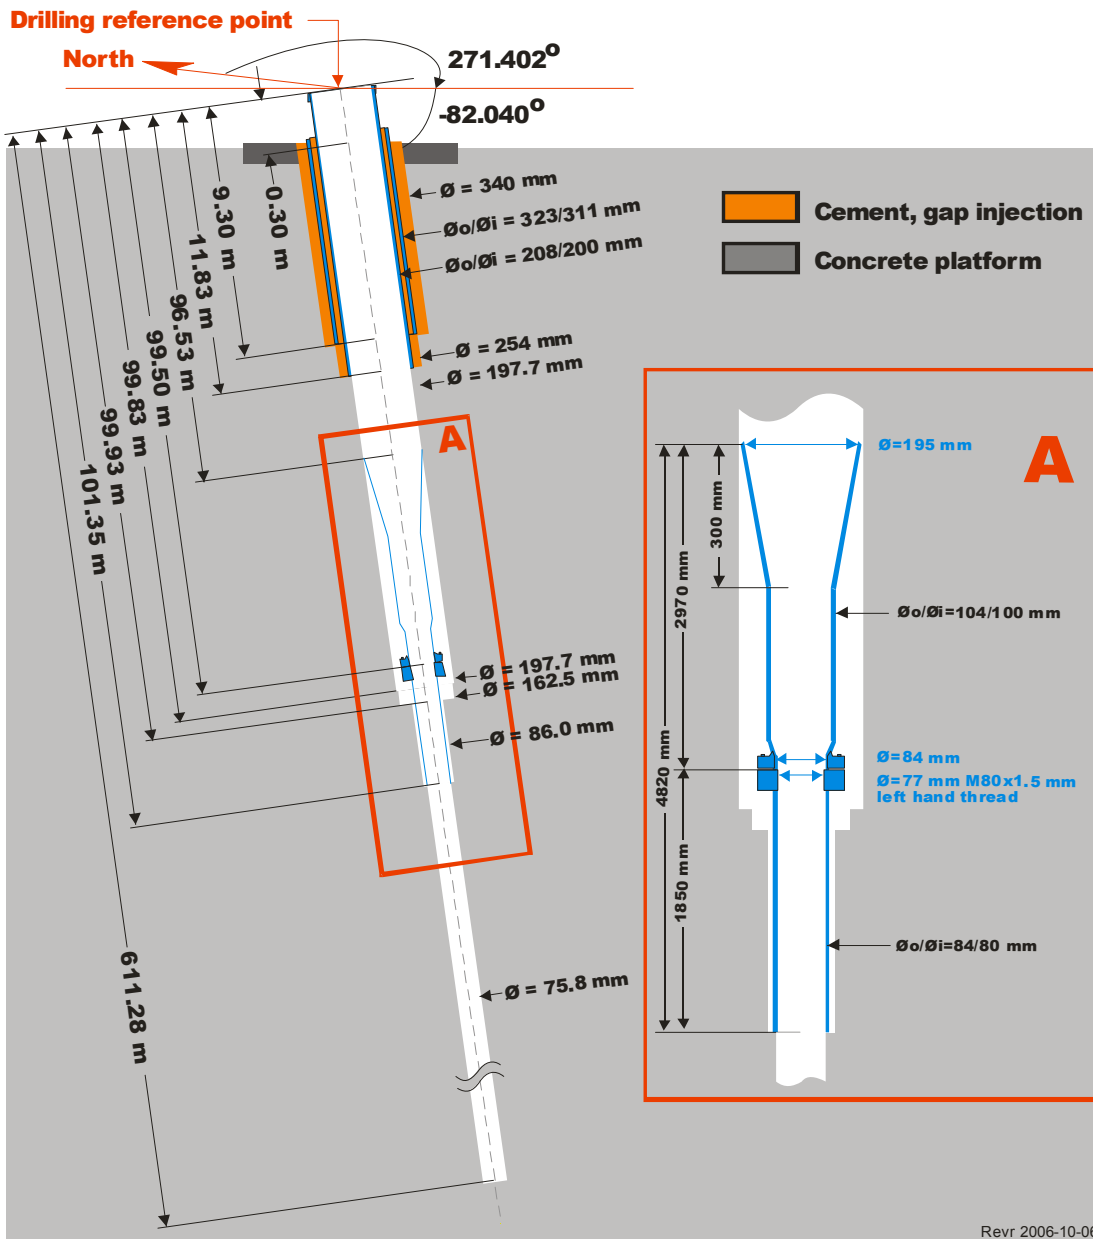 Drilling reference point
North
271.402°
-82.040°
0.30 m
9.30 m
11.83 m
96.53 m
99.50 m
99.83 m
99.93 m
101.35 m
611.28 m
Ø = 340 mm
Øo/Øi = 323/311 mm
Øo/Øi = 208/200 mm
Ø = 254 mm
Ø = 197.7 mm
A
Ø = 197.7 mm
Ø = 162.5 mm
Ø = 86.0 mm
Ø = 75.8 mm
Cement, gap injection
Concrete platform
A
Ø=195 mm
300 mm
2970 mm
4820 mm
1850 mm
Øo/Øi=104/100 mm
Ø=84 mm
Ø=77 mm M80x1.5 mm
left hand thread
Øo/Øi=84/80 mm
Revr 2006-10-06